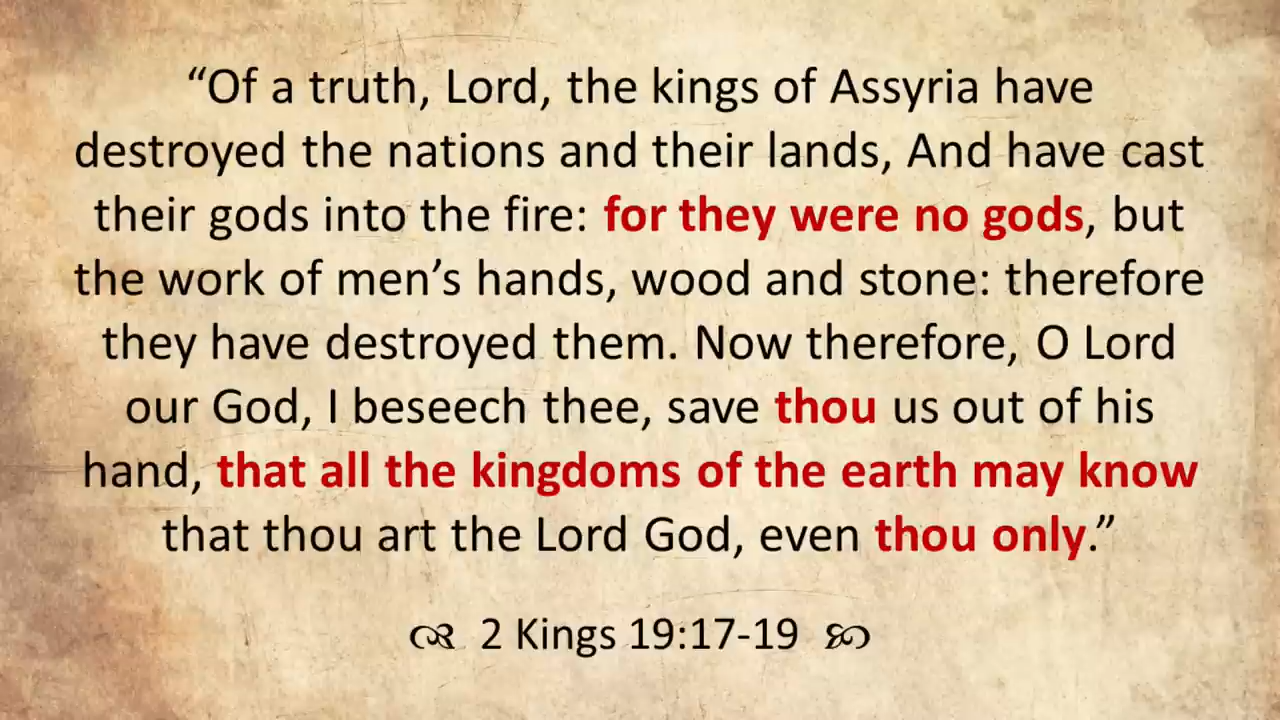 “Of a truth, Lord, the kings of Assyria have
destroyed the nations and their lands, And have cast
their gods into the fire: for they were no gods, but
the work of men’s hands, wood and stone: therefore
they have destroyed them. Now therefore, O Lord
our God, I beseech thee, save thou us out of his
hand, that all the kingdoms of the earth may know
that thou art the Lord God, even thou only.”
2 Kings 19:17-19